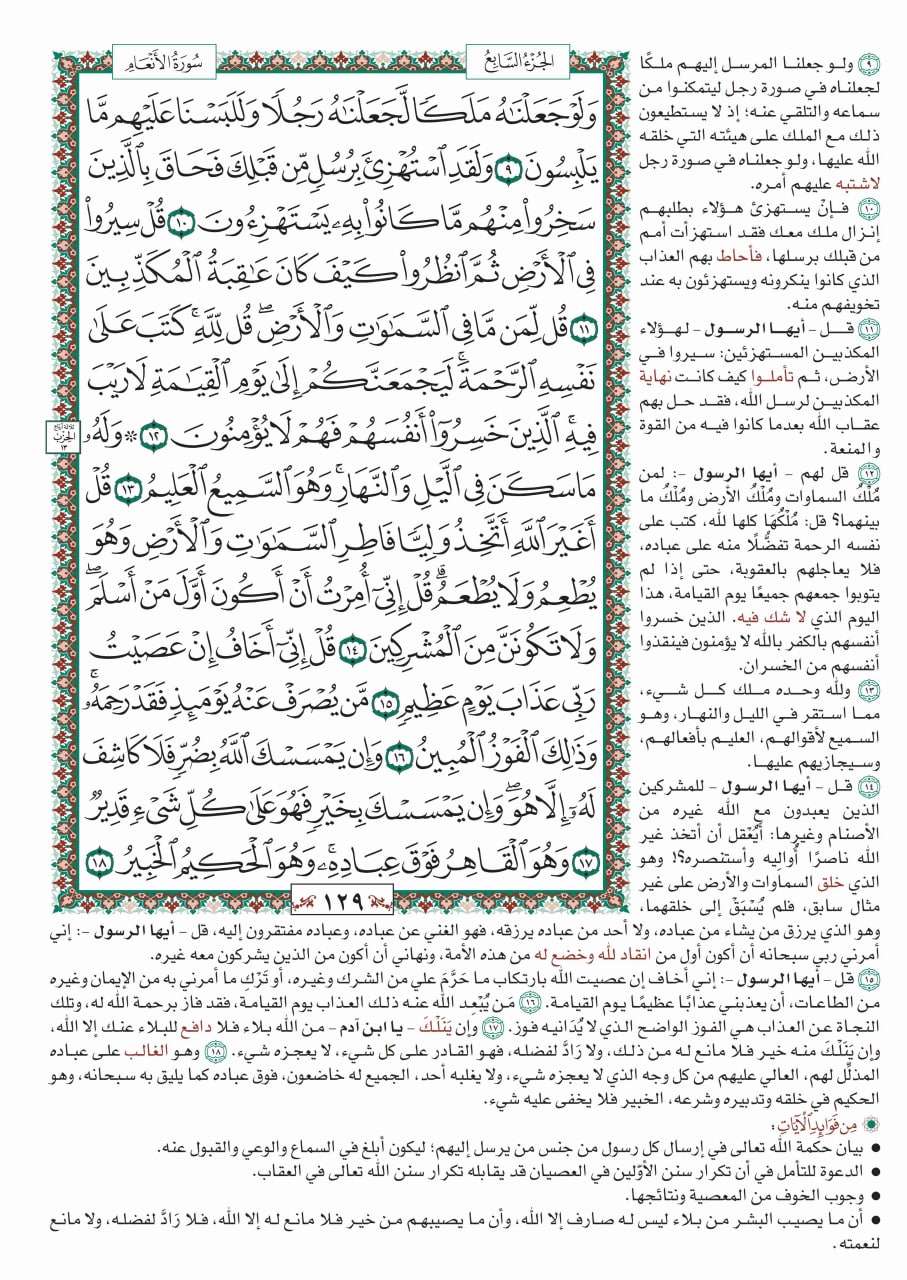 سُورَةُ الأَنْعَامِ
الجُزْءُ السَّابِعُ
وَلَوْ جَعَلْنَٰهُ مَلَكًا لَّجَعَلْنَٰهُ رَجُلًا وَلَلَبَسْنَا عَلَيْهِم مَّا
يَلْبِسُونَ ٩ وَلَقَدِ ٱسْتُهْزِئَ بِرُسُلٍ مِّن قَبْلِكَ فَحَاقَ بِٱلَّذِينَ
سَخِرُوا۟ مِنْهُم مَّا كَانُوا۟ بِهِۦ يَسْتَهْزِءُونَ ١٠ قُلْ سِيرُوا۟
فِى ٱلْأَرْضِ ثُمَّ ٱنظُرُوا۟ كَيْفَ كَانَ عَٰقِبَةُ ٱلْمُكَذِّبِينَ
١١ قُل لِّمَن مَّا فِى ٱلسَّمَٰوَٰتِ وَٱلْأَرْضِ ۖ قُل لِّلَّهِ ۚ كَتَبَ عَلَىٰ
نَفْسِهِ ٱلرَّحْمَةَ ۚ لَيَجْمَعَنَّكُمْ إِلَىٰ يَوْمِ ٱلْقِيَٰمَةِ لَا رَيْبَ
فِيهِ ۚ ٱلَّذِينَ خَسِرُوٓا۟ أَنفُسَهُمْ فَهُمْ لَا يُؤْمِنُونَ ١٢ ۞ وَلَهُۥ
مَا سَكَنَ فِى ٱلَّيْلِ وَٱلنَّهَارِ ۚ وَهُوَ ٱلسَّمِيعُ ٱلْعَلِيمُ ١٣ قُلْ
أَغَيْرَ ٱللَّهِ أَتَّخِذُ وَلِيًّا فَاطِرِ ٱلسَّمَٰوَٰتِ وَٱلْأَرْضِ وَهُوَ
يُطْعِمُ وَلَا يُطْعَمُ ۗ قُلْ إِنِّىٓ أُمِرْتُ أَنْ أَكُونَ أَوَّلَ مَنْ أَسْلَمَ ۖ
وَلَا تَكُونَنَّ مِنَ ٱلْمُشْرِكِينَ ١٤ قُلْ إِنِّىٓ أَخَافُ إِنْ عَصَيْتُ
رَبِّى عَذَابَ يَوْمٍ عَظِيمٍ ١٥ مَّن يُصْرَفْ عَنْهُ يَوْمَئِذٍ فَقَدْ رَحِمَهُۥ ۚ
وَذَٰلِكَ ٱلْفَوْزُ ٱلْمُبِينُ ١٦ وَإِن يَمْسَسْكَ ٱللَّهُ بِضُرٍّ فَلَا كَاشِفَ
لَهُۥٓ إِلَّا هُوَ ۖ وَإِن يَمْسَسْكَ بِخَيْرٍ فَهُوَ عَلَىٰ كُلِّ شَىْءٍ قَدِيرٌ
١٧ وَهُوَ ٱلْقَاهِرُ فَوْقَ عِبَادِهِۦ ۚ وَهُوَ ٱلْحَكِيمُ ٱلْخَبِيرُ ١٨
١٢٩
ثلاثة أرباع
الحزب
١٣
٩ ولو جعلنا المرسل إليهم ملكًا
لجعلناه في صورة رجل ليتمكنوا من
سماعه والتلقي عنه؛ إذ لا يستطيعون
ذلك مع الملك على هيئته التي خلقه
الله عليها، ولو جعلناه في صورة رجل
لاشتبه عليهم أمره.
١٠ فإنْ يستهزئ هؤلاء بطلبهم
إنزال ملك معك فقد استهزأت أمم
من قبلك برسلها، فأحاط بهم العذاب
الذي كانوا ينكرونه ويستهزئون به عند
تخويفهم منه.
١١ قل - أيها الرسول - لهؤلاء
المكذبين المستهزئين: سيروا في
الأرض، ثم تأملوا كيف كانت نهاية
المكذبين لرسل الله، فقد حل بهم
عقاب الله بعدما كانوا فيه من القوة
والمنعة.
١٢ قل لهم - أيها الرسول -: لمن
مُلْكُ السماوات ومُلْكُ الأرض ومُلْكُ ما
بينهما؟ قل: مُلْكُهَا كلها لله، كتب على
نفسه الرحمة تفضُّلًا منه على عباده،
فلا يعاجلهم بالعقوبة، حتى إذا لم
يتوبوا جمعهم جميعًا يوم القيامة، هذا
اليوم الذي لا شك فيه. الذين خسروا
أنفسهم بالكفر بالله لا يؤمنون فينقذوا
أنفسهم من الخسران.
١٣ ولله وحده ملك كل شيء،
مما استقر في الليل والنهار، وهو
السميع لأقوالهم، العليم بأفعالهم،
وسيجازيهم عليها.
١٤ قل - أيها الرسول - للمشركين
الذين يعبدون مع الله غيره من
الأصنام وغيرها: أَيُعْقل أن أتخذ غير
الله ناصرًا أُوالِيه وأستنصره؟! وهو
الذي خلق السماوات والأرض على غير
مثال سابق، فلم يُسْبَقْ إلى خلقهما،
وهو الذي يرزق من يشاء من عباده، ولا أحد من عباده يرزقه، فهو الغني عن عباده، وعباده مفتقرون إليه، قل - أيها الرسول -: إني
أمرني ربي سبحانه أن أكون أول من انقاد لله وخضع له من هذه الأمة، ونهاني أن أكون من الذين يشركون معه غيره.
١٥ قل - أيها الرسول -: إني أخاف إن عصيت الله بارتكاب ما حَرَّمَ علي من الشرك وغيره، أو تَرْكِ ما أمرني به من الإيمان وغيره
من الطاعات، أن يعذبني عذابًا عظيمًا يوم القيامة. ١٦ مَن يُبْعِد الله عنه ذلك العذاب يوم القيامة، فقد فاز برحمة الله له، وتلك
النجاة عن العذاب هي الفوز الواضح الذي لا يُدَانيه فوز. ١٧ وإن يَنَلْكَ - يا ابن آدم - من الله بلاء فلا دافع للبلاء عنك إلا الله،
وإن يَنَلْكَ منه خير فلا مانع له من ذلك، ولا رَادَّ لفضله، فهو القادر على كل شيء، لا يعجزه شيء. ١٨ وهو الغالب على عباده
المذلِّل لهم، العالي عليهم من كل وجه الذي لا يعجزه شيء، ولا يغلبه أحد، الجميع له خاضعون، فوق عباده كما يليق به سبحانه، وهو
الحكيم في خلقه وتدبيره وشرعه، الخبير فلا يخفى عليه شيء.
مِن فَوَائِدِ الْآيَاتِ:
● بيان حكمة الله تعالى في إرسال كل رسول من جنس من يرسل إليهم؛ ليكون أبلغ في السماع والوعي والقبول عنه.
● الدعوة للتأمل في أن تكرار سنن الأوّلين في العصيان قد يقابله تكرار سنن الله تعالى في العقاب.
● وجوب الخوف من المعصية ونتائجها.
● أن ما يصيب البشر من بلاء ليس له صارف إلا الله، وأن ما يصيبهم من خير فلا مانع له إلا الله، فلا رَادَّ لفضله، ولا مانع
لنعمته.